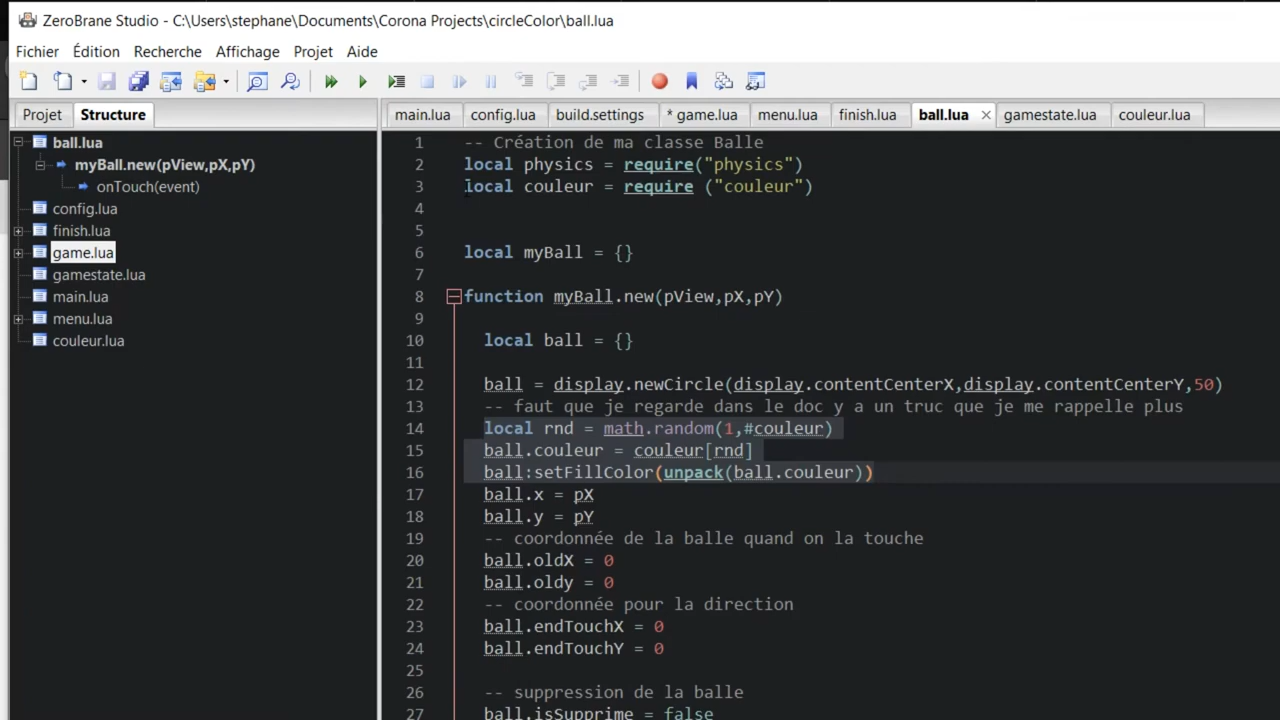 ZeroBrane Studio - C:\Users\stephane\Documents\Corona Projects\circleColor\ball.lua
Fichier Édition Recherche Affichage Projet Aide
Projet Structure
ball.lua
myBall.new(pView,pX,pY)
onTouch(event)
config.lua
finish.lua
game.lua
gamestate.lua
main.lua
menu.lua
couleur.lua
main.lua config.lua build.settings * game.lua menu.lua finish.lua ball.lua gamestate.lua couleur.lua
1 -- Création de ma classe Balle
2 local physics = require("physics")
3 local couleur = require ("couleur")
4
5
6 local myBall = {}
7
8 function myBall.new(pView,pX,pY)
9
10 local ball = {}
11
12 ball = display.newCircle(display.contentCenterX,display.contentCenterY,50)
13 -- faut que je regarde dans le doc y a un truc que je me rappelle plus
14 local rnd = math.random(1,#couleur)
15 ball.couleur = couleur[rnd]
16 ball:setFillColor(unpack(ball.couleur))
17 ball.x = pX
18 ball.y = pY
19 -- coordonnée de la balle quand on la touche
20 ball.oldX = 0
21 ball.oldy = 0
22 -- coordonnée pour la direction
23 ball.endTouchX = 0
24 ball.endTouchY = 0
25
26 -- suppression de la balle
27 ball.isSupprime = false